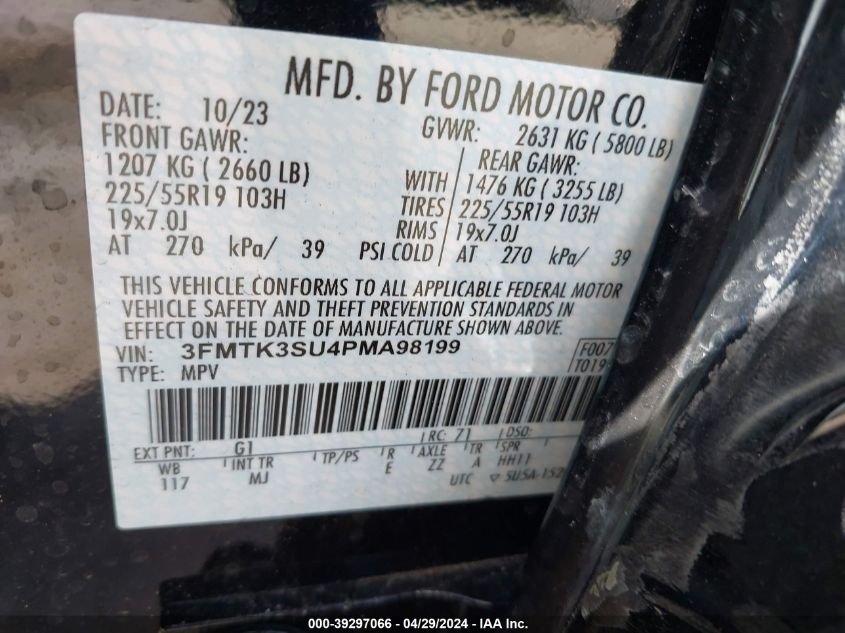 MFD. BY FORD MOTOR CO.
DATE: 10/23 GVWR: 2631 KG ( 5800 LB)
FRONT GAWR: REAR GAWR:
1207 KG ( 2660 LB) WITH 1476 KG ( 3255 LB)
225/55R19 103H TIRES 225/55R19 103H
19x7.0J RIMS 19x7.0J
AT 270 kPa/ 39 PSI COLD AT 270 kPa/ 39
THIS VEHICLE CONFORMS TO ALL APPLICABLE FEDERAL MOTOR
VEHICLE SAFETY AND THEFT PREVENTION STANDARDS IN
EFFECT ON THE DATE OF MANUFACTURE SHOWN ABOVE.
VIN: 3FMTK3SU4PMA98199 F007
TYPE: MPV T019
EXT PNT: G1 RC: Z1 DSO:
WB INT TR TP/PS R AXLE TR SPR
117 MJ E ZZ A HH11
UTC
000-39297066 - 04/29/2024 - IAA Inc.